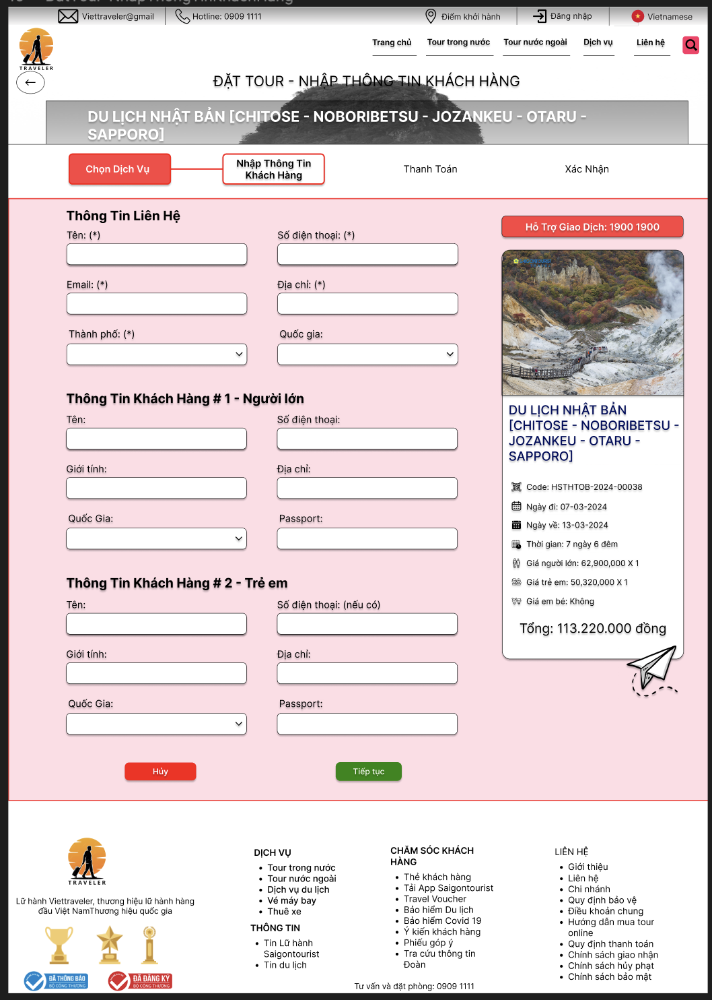 Viettraveler@gmail
Hotline: 0909 1111
Điểm khởi hành
Đăng nhập
Vietnamese
TRAVELER
Trang chủ
Tour trong nước
Tour nước ngoài
Dịch vụ
Liên hệ
ĐẶT TOUR - NHẬP THÔNG TIN KHÁCH HÀNG
DU LỊCH NHẬT BẢN [CHITOSE - NOBORIBETSU - JOZANKEU - OTARU -
SAPPORO]
Chọn Dịch Vụ
Nhập Thông Tin
Khách Hàng
Thanh Toán
Xác Nhận
Thông Tin Liên Hệ
Tên: (*)
Số điện thoại: (*)
Email: (*)
Địa chỉ: (*)
Thành phố: (*)
Quốc gia:
Thông Tin Khách Hàng # 1 - Người lớn
Tên:
Số điện thoại:
Giới tính:
Địa chỉ:
Quốc Gia:
Passport:
Thông Tin Khách Hàng # 2 - Trẻ em
Tên:
Số điện thoại: (nếu có)
Giới tính:
Địa chỉ:
Quốc Gia:
Passport:
Hủy
Tiếp tục
Hỗ Trợ Giao Dịch: 1900 1900
DU LỊCH NHẬT BẢN
[CHITOSE - NOBORIBETSU -
JOZANKEU - OTARU -
SAPPORO]
Code: HSTHTOB-2024-00038
Ngày đi: 07-03-2024
Ngày về: 13-03-2024
Thời gian: 7 ngày 6 đêm
Giá người lớn: 62,900,000 X 1
Giá trẻ em: 50,320,000 X 1
Giá em bé: Không
Tổng: 113.220.000 đồng
TRAVELER
Lữ hành Viettraveler, thương hiệu lữ hành hàng
đầu Việt NamThương hiệu quốc gia
ĐÃ THÔNG BÁO
BỘ CÔNG THƯƠNG
ĐÃ ĐĂNG KÝ
BỘ CÔNG THƯƠNG
DỊCH VỤ
• Tour trong nước
• Tour nước ngoài
• Dịch vụ du lịch
• Vé máy bay
• Thuê xe
THÔNG TIN
• Tin Lữ hành
Saigontourist
• Tin du lịch
CHĂM SÓC KHÁCH
HÀNG
• Thẻ khách hàng
• Tải App Saigontourist
• Travel Voucher
• Bảo hiểm Du lịch
• Bảo hiểm Covid 19
• Ý kiến khách hàng
• Phiếu góp ý
• Tra cứu thông tin
Đoàn
Tư vấn và đặt phòng: 0909 1111
LIÊN HỆ
• Giới thiệu
• Liên hệ
• Chi nhánh
• Quy định bảo vệ
• Điều khoản chung
• Hướng dẫn mua tour
online
• Quy định thanh toán
• Chính sách giao nhận
• Chính sách hủy phạt
• Chính sách bảo mật